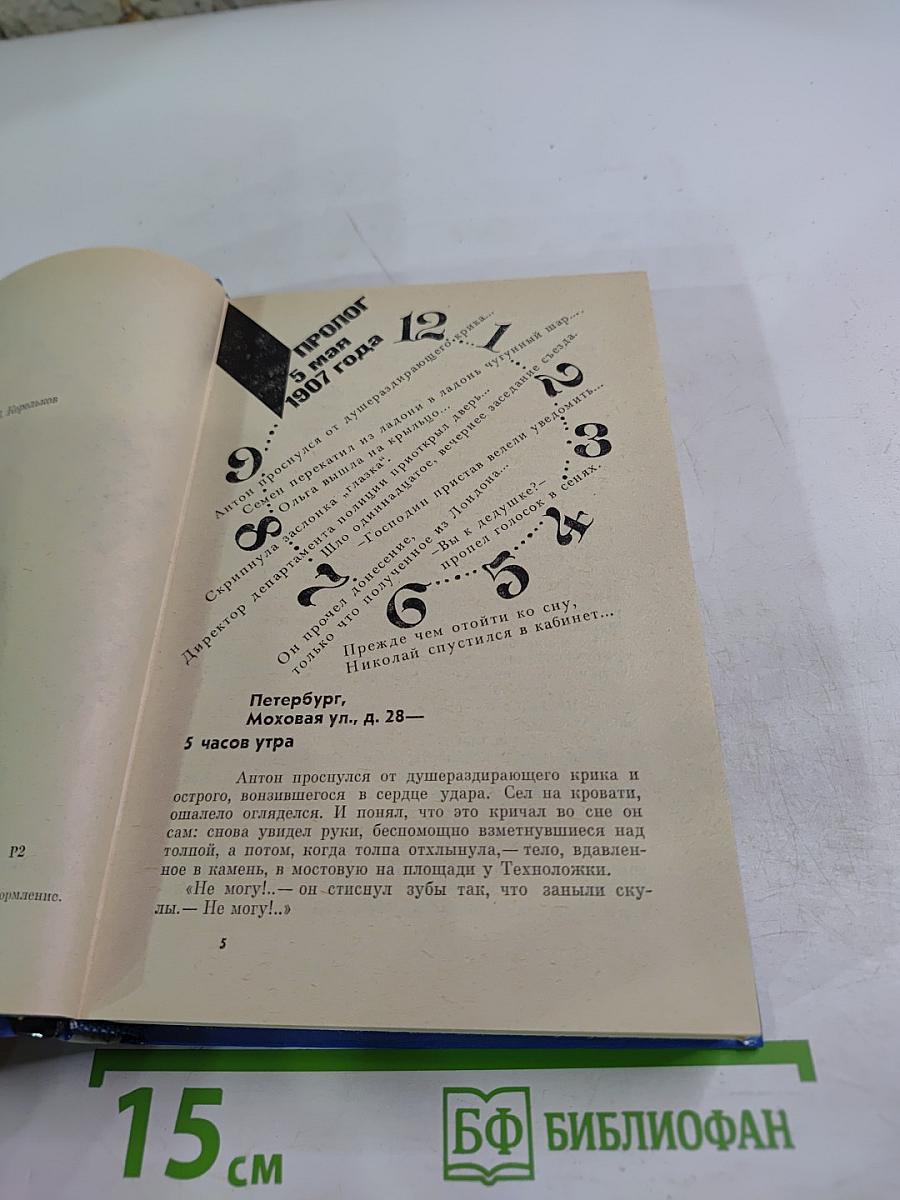 Корольков
Р2
ормление.
ПРОЛОГ
5 мая
1907 года
12
1
2
3
4
5
6
7
8
9
Антон проснулся от душераздирающего крика...
Семен перекатил из ладони в ладонь чугунный шар....
Ольга вышла на крыльцо...
Скрипнула заслонка „глазка“.
Директор департамента полиции приоткрыл дверь...
Шло одиннадцатое, вечернее заседание съезда.
—Господин пристав велели уведомить...
Он прочел донесение,
только что полученное из Лондона...
—Вы к дедушке?—
пропел голосок в сенях.
Прежде чем отойти ко сну,
Николай спустился в кабинет...
Петербург,
Моховая ул., д. 28—
5 часов утра
Антон проснулся от душераздирающего крика и
острого, вонзившегося в сердце удара. Сел на кровати,
ошалело огляделся. И понял, что это кричал во сне он
сам: снова увидел руки, беспомощно взметнувшиеся над
толпой, а потом, когда толпа отхлынула,— тело, вдавлен-
ное в камень, в мостовую на площади у Техноложки.
«Не могу!..— он стиснул зубы так, что заныли ску-
лы.— Не могу!..»
5
15 см
БФ БИБЛИОФАН